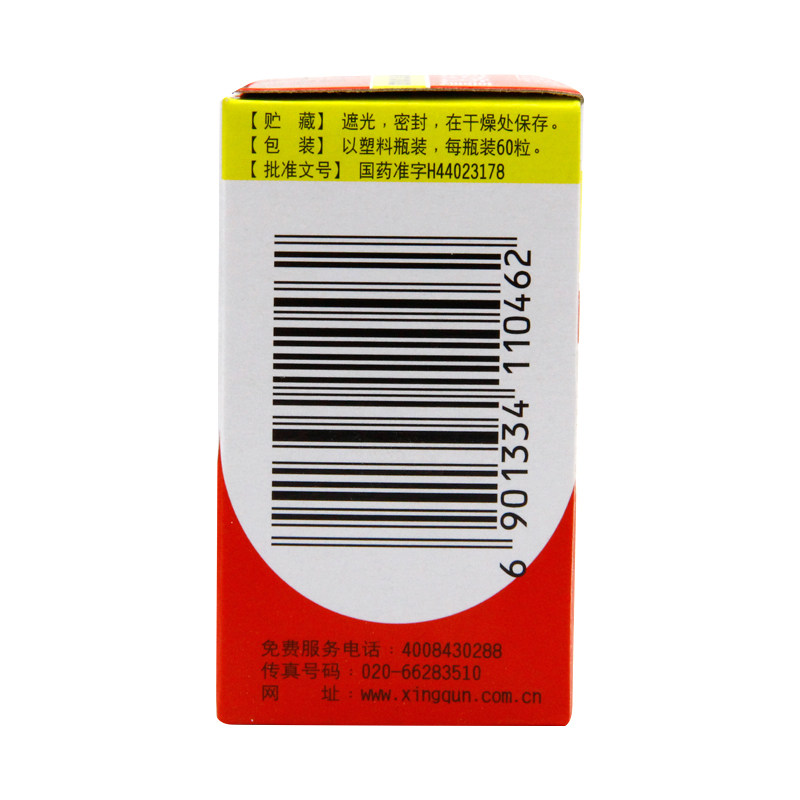 【贮　藏】 遮光，密封，在干燥处保存。
【包　装】 以塑料瓶装，每瓶装60粒。
【批准文号】 国药准字H44023178
6 901334 110462
免费服务电话：4008430288
传真号码：020-66283510
网　　址：www.xingqun.com.cn